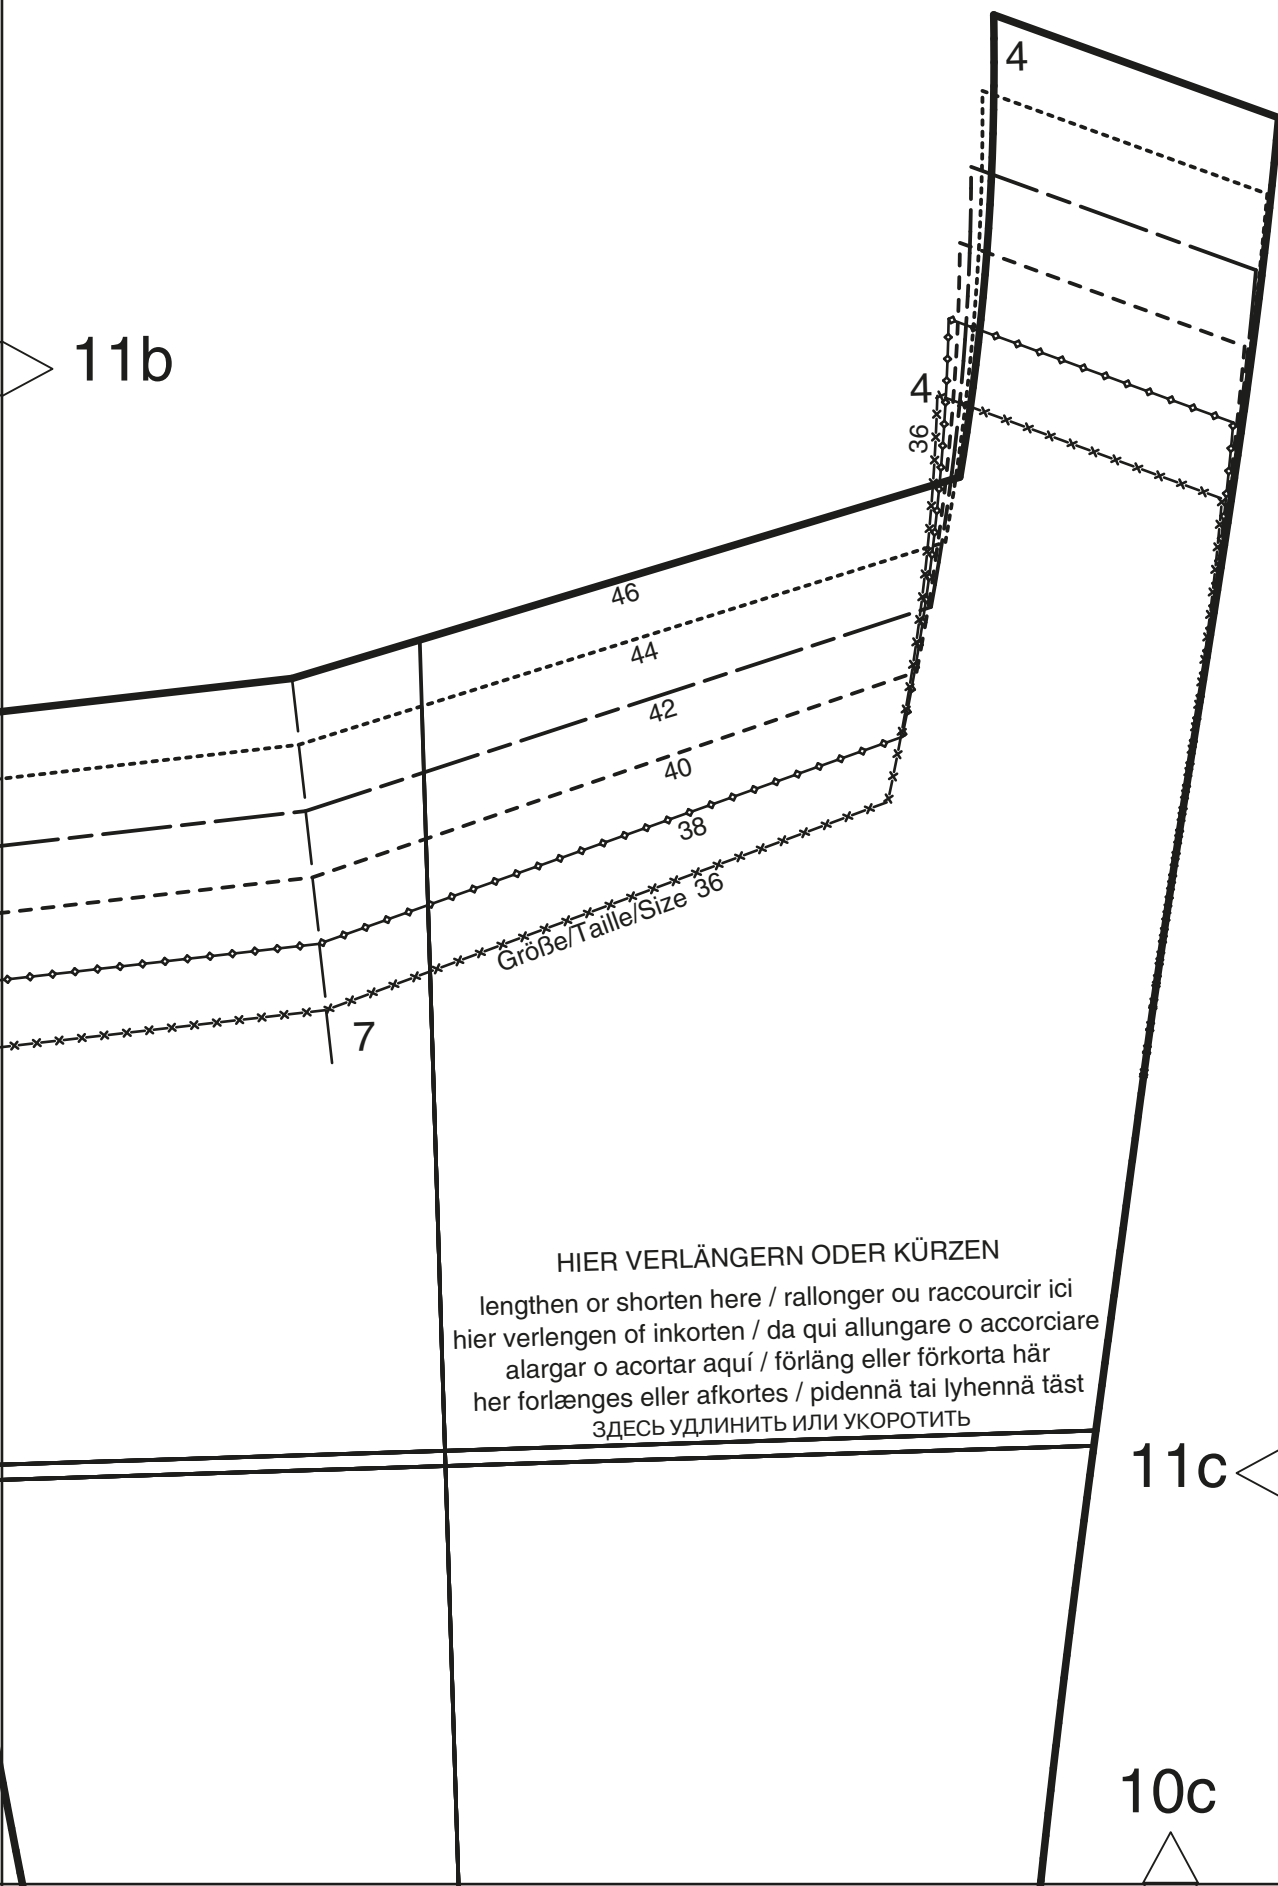 4
11b
4
36
46
44
42
40
38
Größe/Taille/Size 36
7
HIER VERLÄNGERN ODER KÜRZEN
lengthen or shorten here / rallonger ou raccourcir ici
hier verlengen of inkorten / da qui allungare o accorciare
alargar o acortar aquí / förläng eller förkorta här
her forlænges eller afkortes / pidennä tai lyhennä täst
ЗДЕСЬ УДЛИНИТЬ ИЛИ УКОРОТИТЬ
11c
10c